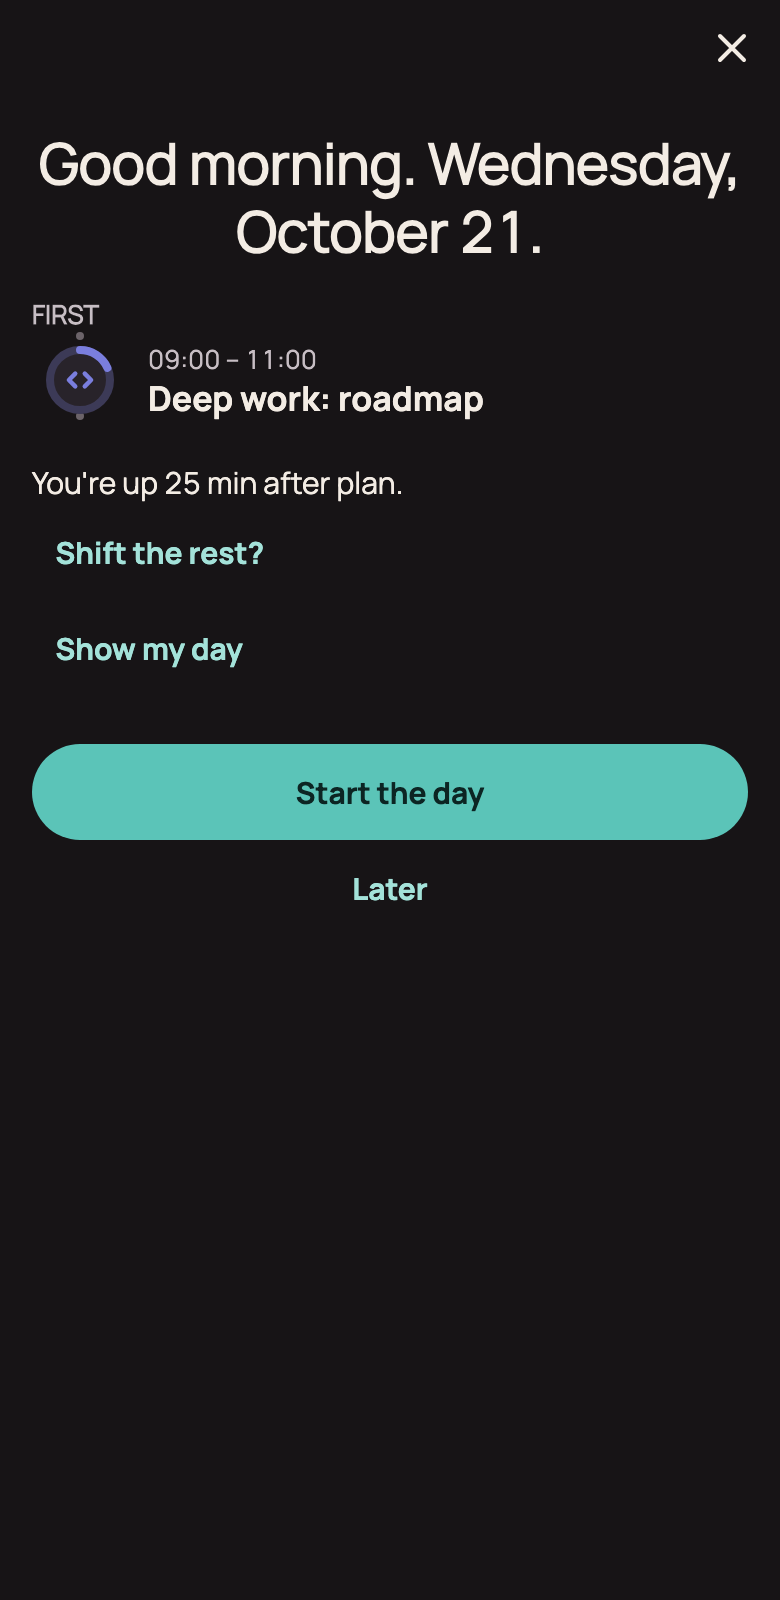 Good morning. Wednesday,
October 21.
FIRST
09:00 – 11:00
Deep work: roadmap
You're up 25 min after plan.
Shift the rest?
Show my day
Start the day
Later